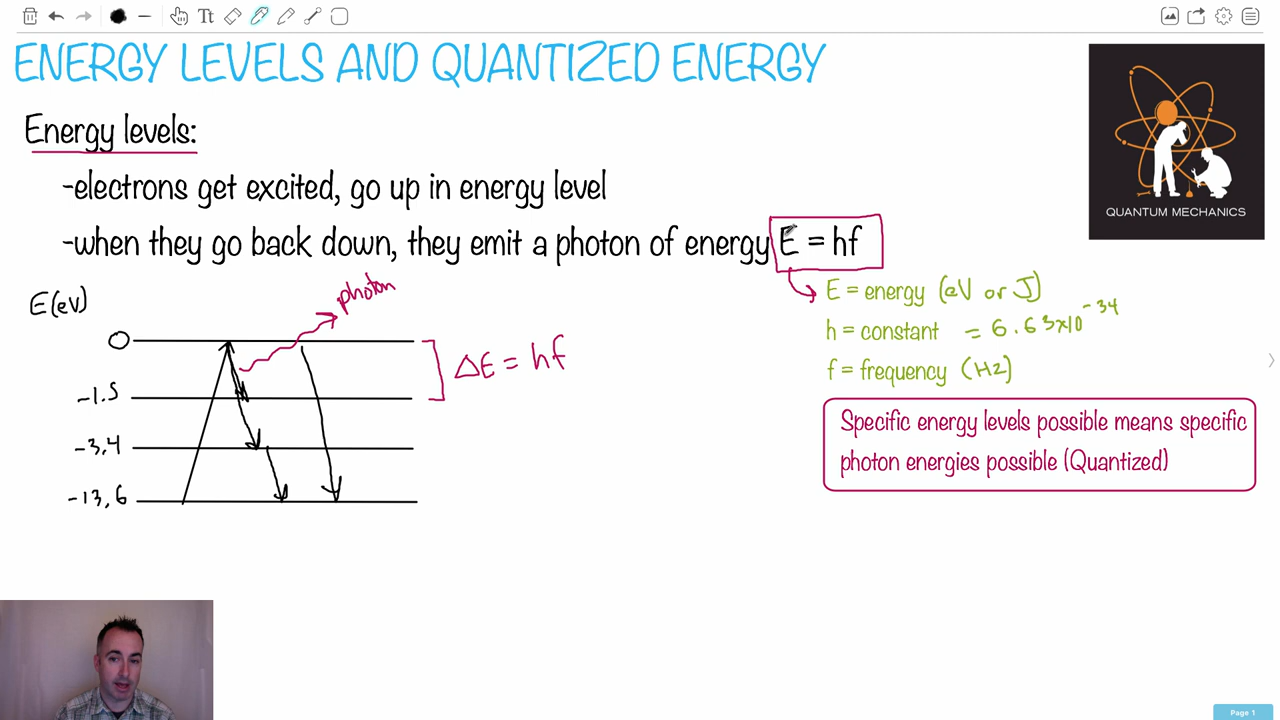 Tt
ENERGY LEVELS AND QUANTIZED ENERGY
Energy levels:
-electrons get excited, go up in energy level
-when they go back down, they emit a photon of energy E = hf
QUANTUM MECHANICS
E = energy (eV or J)
h = constant = 6.63x10^-34
f = frequency (Hz)
Specific energy levels possible means specific
photon energies possible (Quantized)
E(eV)
photon
0
-1.5
-3,4
-13,6
ΔE = hf
Page 1